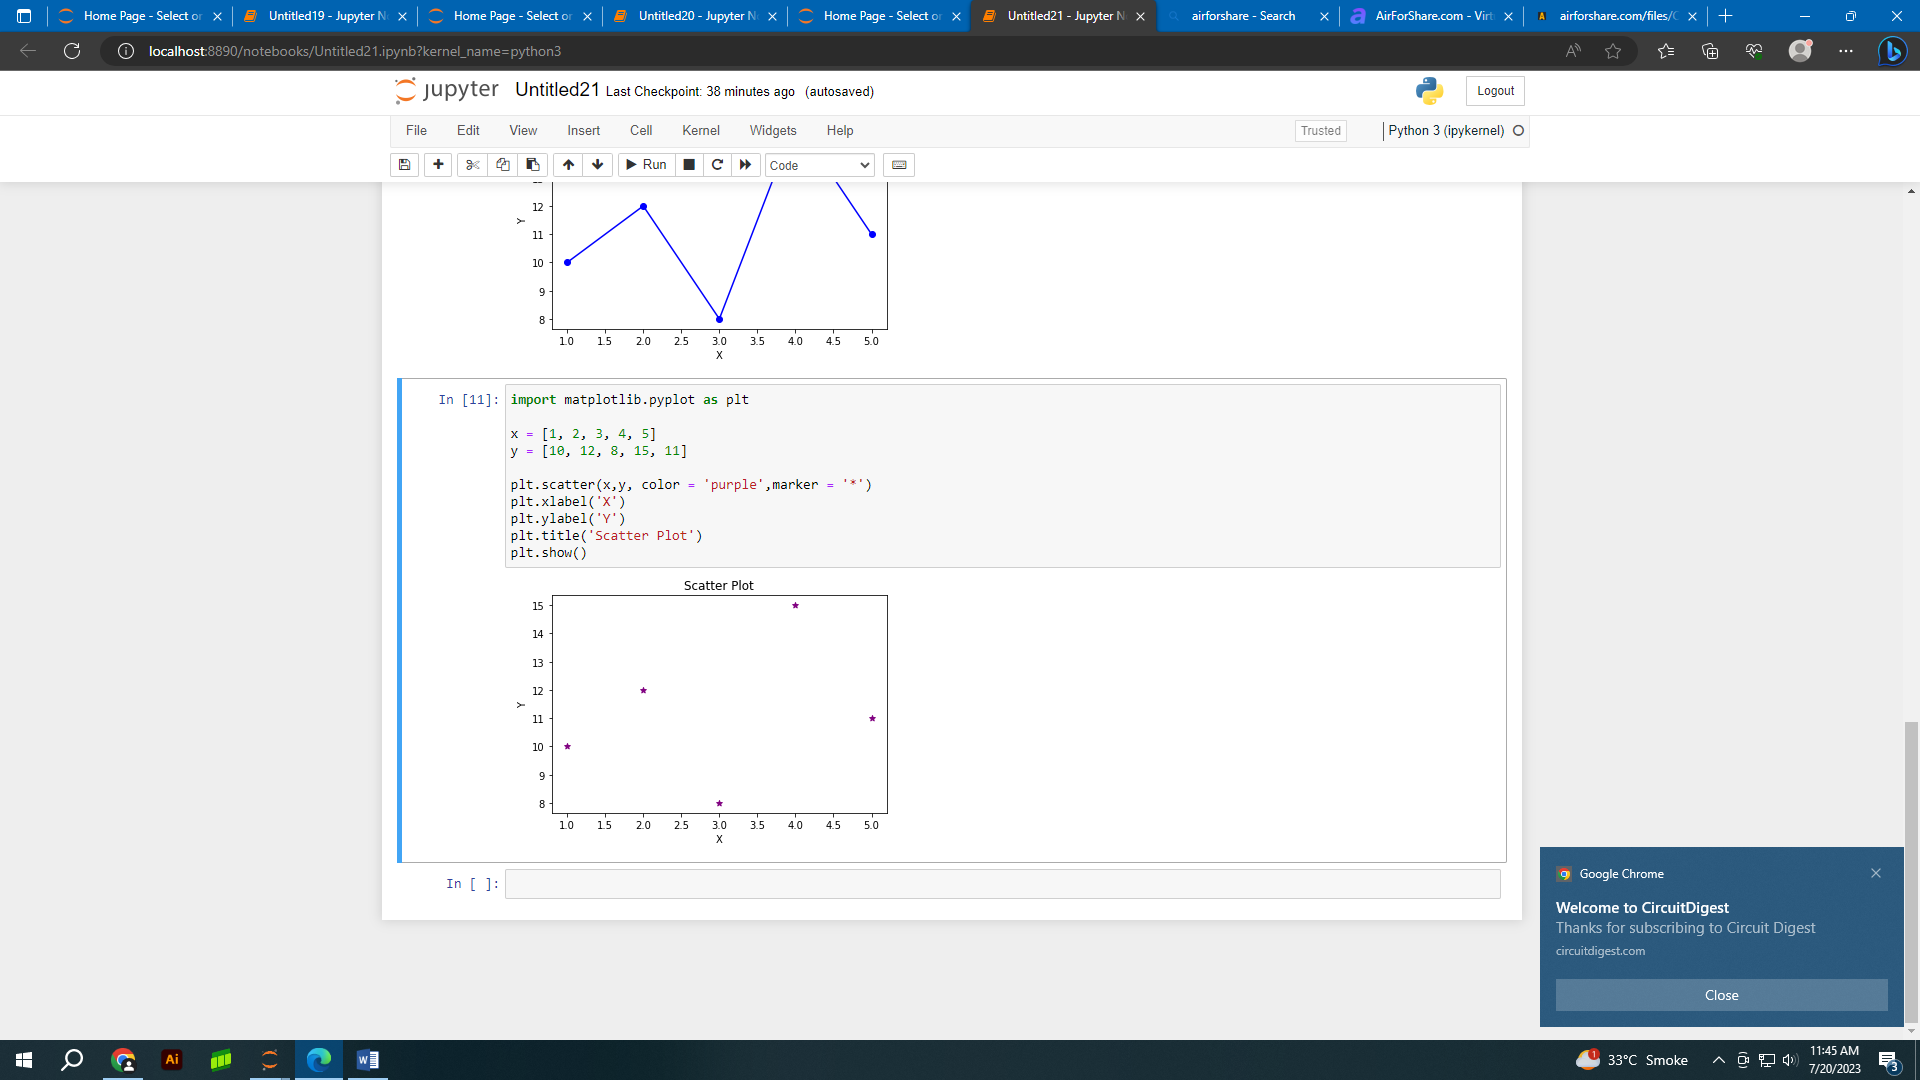 Home Page - Select or
Untitled19 - Jupyter N
Home Page - Select or
Untitled20 - Jupyter N
Home Page - Select or
Untitled21 - Jupyter N
airforshare - Search
AirForShare.com - Virt
airforshare.com/files/
localhost:8890/notebooks/Untitled21.ipynb?kernel_name=python3
jupyter Untitled21 Last Checkpoint: 38 minutes ago (autosaved)
Logout
File Edit View Insert Cell Kernel Widgets Help
Trusted
Python 3 (ipykernel)
Run
Code
12
11
10
9
8
Y
1.0 1.5 2.0 2.5 3.0 3.5 4.0 4.5 5.0
X
In [11]:
import matplotlib.pyplot as plt
x = [1, 2, 3, 4, 5]
y = [10, 12, 8, 15, 11]
plt.scatter(x,y, color = 'purple',marker = '*')
plt.xlabel('X')
plt.ylabel('Y')
plt.title('Scatter Plot')
plt.show()
Scatter Plot
15
14
13
12
11
10
9
8
Y
1.0 1.5 2.0 2.5 3.0 3.5 4.0 4.5 5.0
X
In [ ]:
Google Chrome
Welcome to CircuitDigest
Thanks for subscribing to Circuit Digest
circuitdigest.com
Close
Ai
W
1
33°C Smoke
11:45 AM
7/20/2023
3